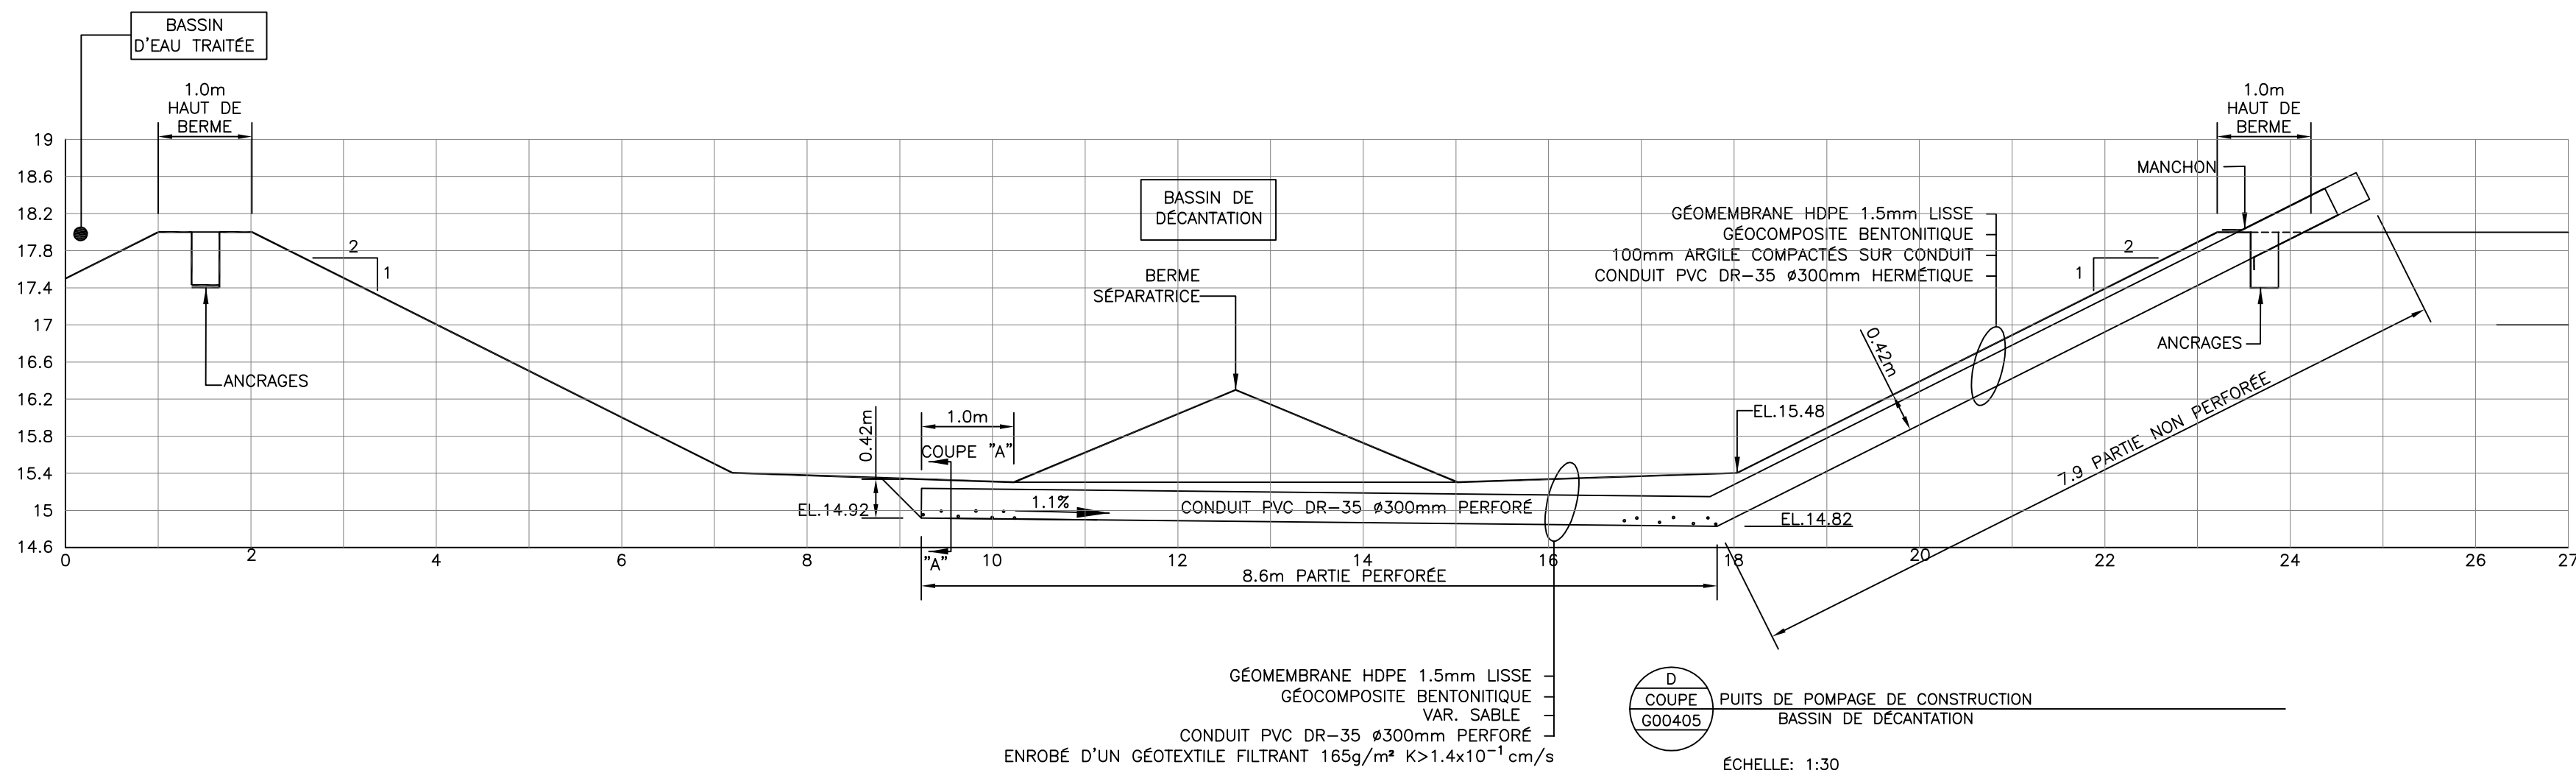 BASSIN
D'EAU TRAITÉE
1.0m
HAUT DE
BERME
1.0m
HAUT DE
BERME
19
18.6
18.2
17.8
17.4
17
16.6
16.2
15.8
15.4
15
14.6
MANCHON
BASSIN DE
DÉCANTATION
GÉOMEMBRANE HDPE 1.5mm LISSE
GÉOCOMPOSITE BENTONITIQUE
100mm ARGILE COMPACTÉS SUR CONDUIT
CONDUIT PVC DR-35 ø300mm HERMÉTIQUE
2
1
2
1
BERME
SÉPARATRICE
ANCRAGES
ANCRAGES
0.42m
7.9 PARTIE NON PERFORÉE
EL.15.48
0.42m
1.0m
COUPE "A"
EL.14.92
1.1%
CONDUIT PVC DR-35 ø300mm PERFORÉ
EL.14.82
0 2 4 6 8 10 12 14 16 18 20 22 24 26 27
"A"
8.6m PARTIE PERFORÉE
GÉOMEMBRANE HDPE 1.5mm LISSE
GÉOCOMPOSITE BENTONITIQUE
VAR. SABLE
CONDUIT PVC DR-35 ø300mm PERFORÉ
ENROBÉ D'UN GÉOTEXTILE FILTRANT 165g/m² K>1.4x10⁻¹ cm/s
D
COUPE
G00405
PUITS DE POMPAGE DE CONSTRUCTION
BASSIN DE DÉCANTATION
ÉCHELLE: 1:30